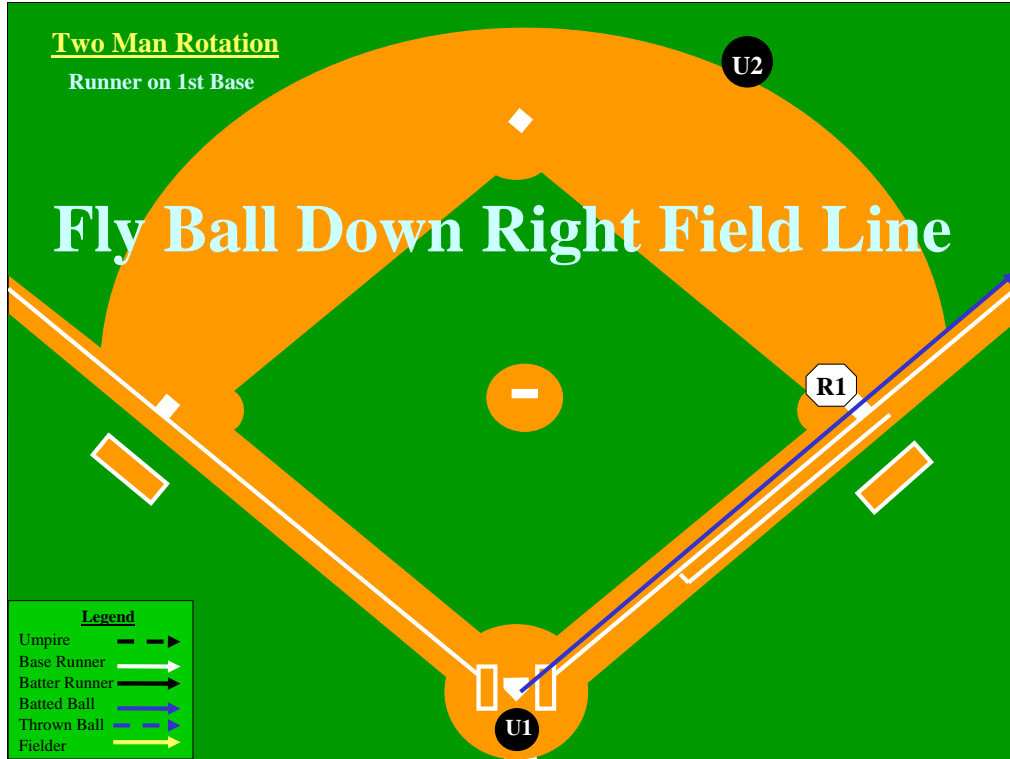 Two Man Rotation
Runner on 1st Base
U2
Fly Ball Down Right Field Line
R1
Legend
Umpire
Base Runner
Batter Runner
Batted Ball
Thrown Ball
Fielder
U1